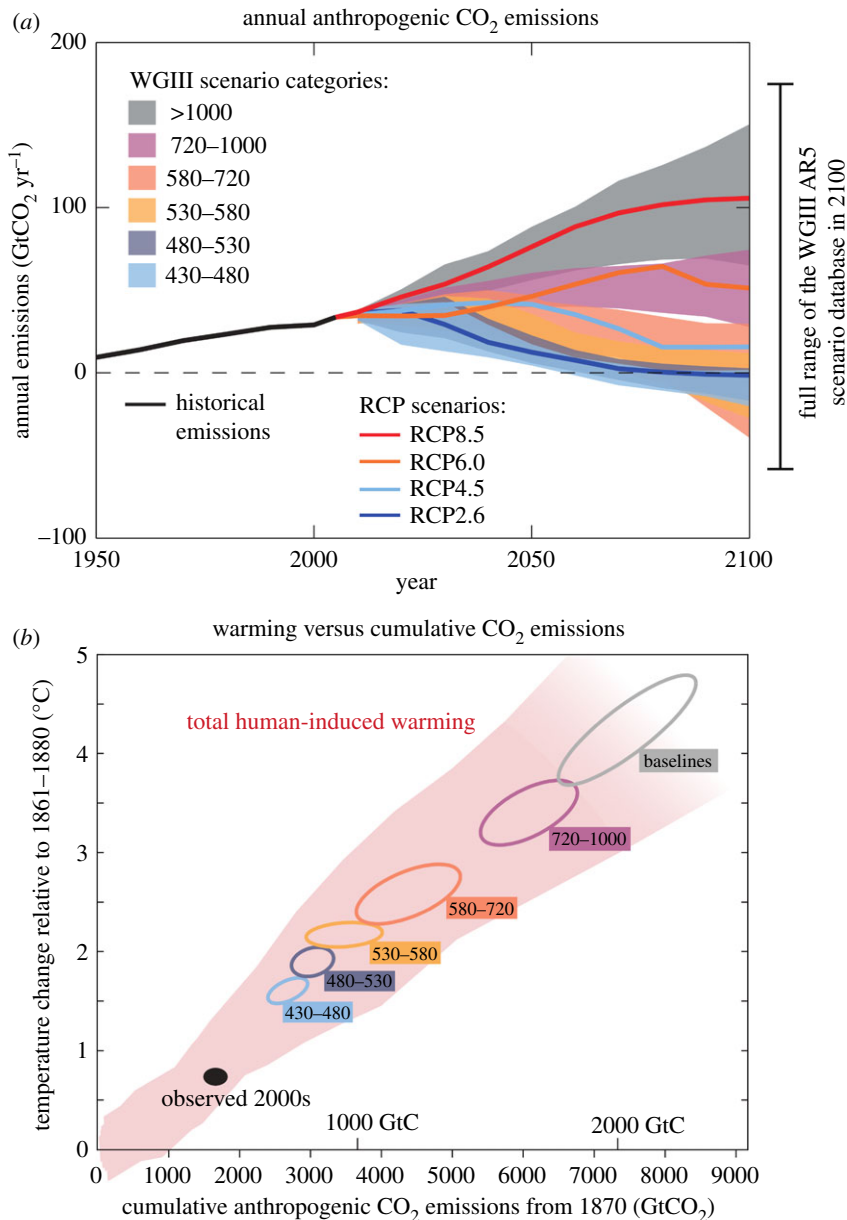 (a) annual anthropogenic CO₂ emissions
200
100
0
−100
annual emissions (GtCO₂ yr⁻¹)
WGIII scenario categories:
>1000
720–1000
580–720
530–580
480–530
430–480
historical
emissions
RCP scenarios:
RCP8.5
RCP6.0
RCP4.5
RCP2.6
full range of the WGIII AR5
scenario database in 2100
1950 2000 2050 2100
year
(b) warming versus cumulative CO₂ emissions
5
4
3
2
1
0
temperature change relative to 1861–1880 (°C)
total human-induced warming
baselines
720–1000
580–720
530–580
480–530
430–480
observed 2000s
1000 GtC 2000 GtC
0 1000 2000 3000 4000 5000 6000 7000 8000 9000
cumulative anthropogenic CO₂ emissions from 1870 (GtCO₂)